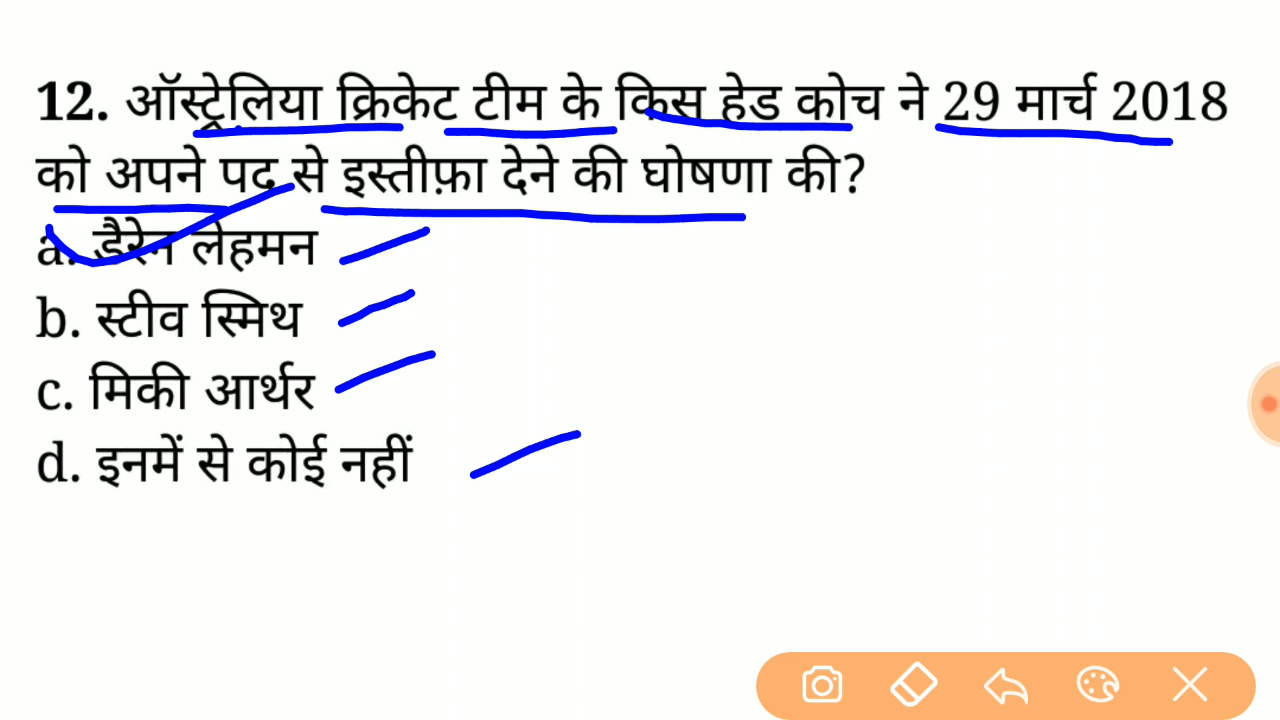 12. ऑस्ट्रेलिया क्रिकेट टीम के किस हेड कोच ने 29 मार्च 2018
को अपने पद से इस्तीफ़ा देने की घोषणा की?
a. डैरेन लेहमन
b. स्टीव स्मिथ
c. मिकी आर्थर
d. इनमें से कोई नहीं